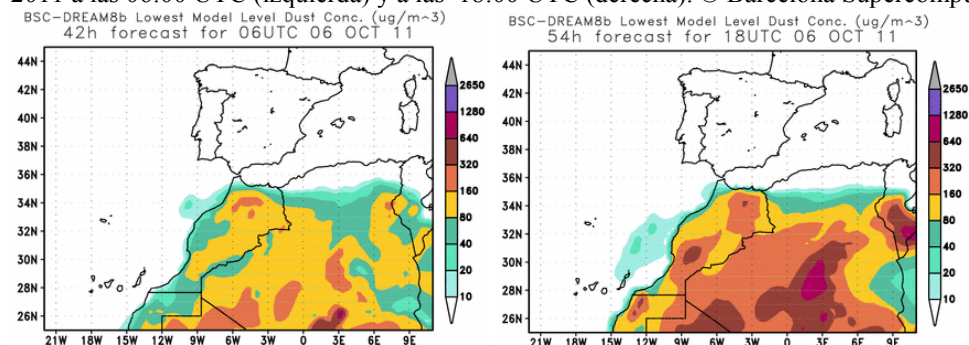 2011 a las 06:00 UTC (izquierda) y a las 18:00 UTC (derecha). © Barcelona Supercomp
BSC-DREAM8b Lowest Model Level Dust Conc. (ug/m^3)
42h forecast for 06UTC 06 OCT 11
44N
42N
40N
38N
36N
34N
32N
30N
28N
26N
21W
18W
15W
12W
9W
6W
3W
0
3E
6E
9E
2650
1280
640
320
160
80
40
20
10
BSC-DREAM8b Lowest Model Level Dust Conc. (ug/m^3)
54h forecast for 18UTC 06 OCT 11
44N
42N
40N
38N
36N
34N
32N
30N
28N
26N
21W
18W
15W
12W
9W
6W
3W
0
3E
6E
9E
2650
1280
640
320
160
80
40
20
10